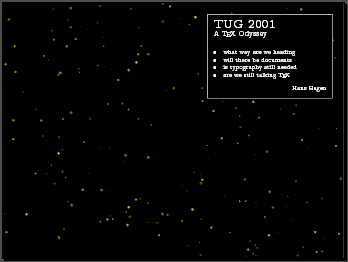 TUG 2001
A TEX Odyssey
• what way are we heading
• will there be documents
• is typography still needed
• are we still talking TEX
Hans Hagen